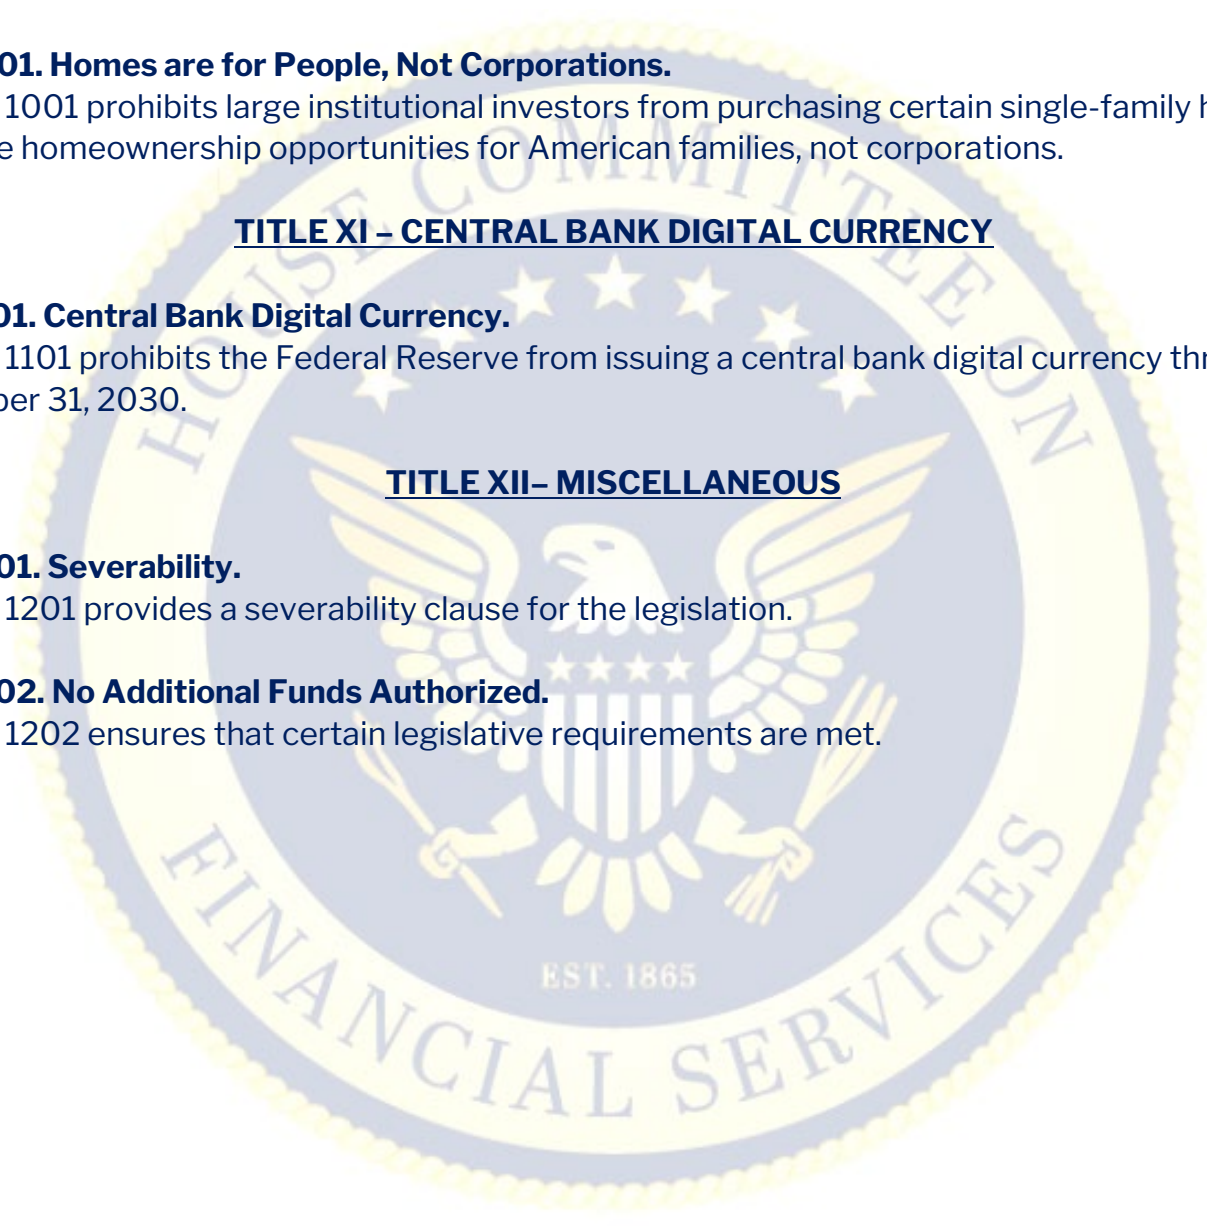 01. Homes are for People, Not Corporations.
1001 prohibits large institutional investors from purchasing certain single-family
homeownership opportunities for American families, not corporations.
TITLE XI – CENTRAL BANK DIGITAL CURRENCY
01. Central Bank Digital Currency.
1101 prohibits the Federal Reserve from issuing a central bank digital currency
31, 2030.
TITLE XII– MISCELLANEOUS
01. Severability.
1201 provides a severability clause for the legislation.
02. No Additional Funds Authorized.
1202 ensures that certain legislative requirements are met.
HOUSE COMMITTEE ON
FINANCIAL SERVICES
EST. 1865